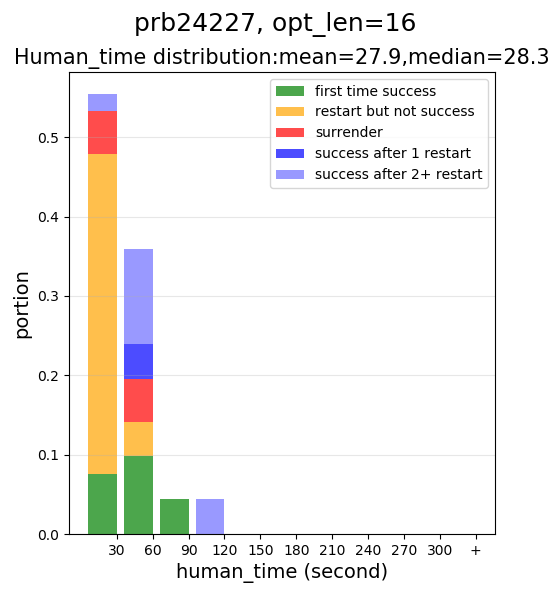 prb24227, opt_len=16
Human_time distribution:mean=27.9,median=28.3
first time success
restart but not success
surrender
success after 1 restart
success after 2+ restart
portion
0.5
0.4
0.3
0.2
0.1
0.0
30 60 90 120 150 180 210 240 270 300 +
human_time (second)